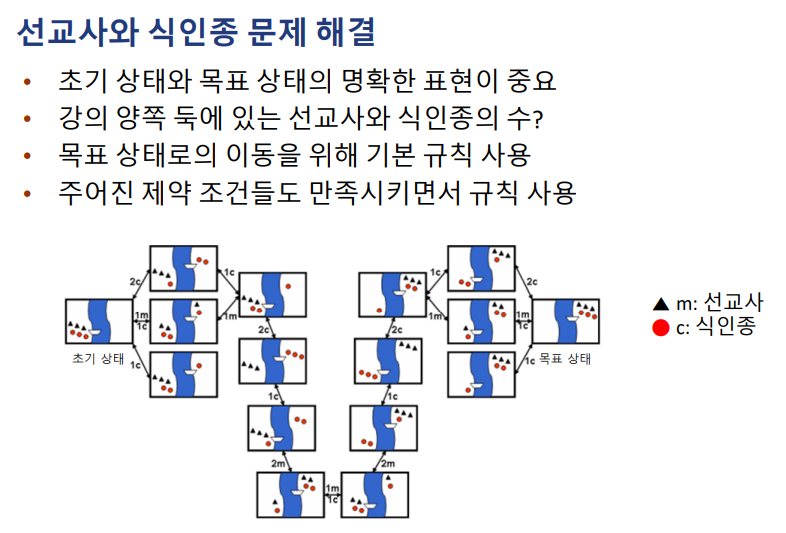 선교사와 식인종 문제 해결
• 초기 상태와 목표 상태의 명확한 표현이 중요
• 강의 양쪽 둑에 있는 선교사와 식인종의 수?
• 목표 상태로의 이동을 위해 기본 규칙 사용
• 주어진 제약 조건들도 만족시키면서 규칙 사용
2c
1c
1c
2c
1m
1c
1m
2c
1m
1m
1c
▲ m: 선교사
● c: 식인종
초기 상태
1c
2c
1c
목표 상태
1c
1c
2m
2m
1m
1c